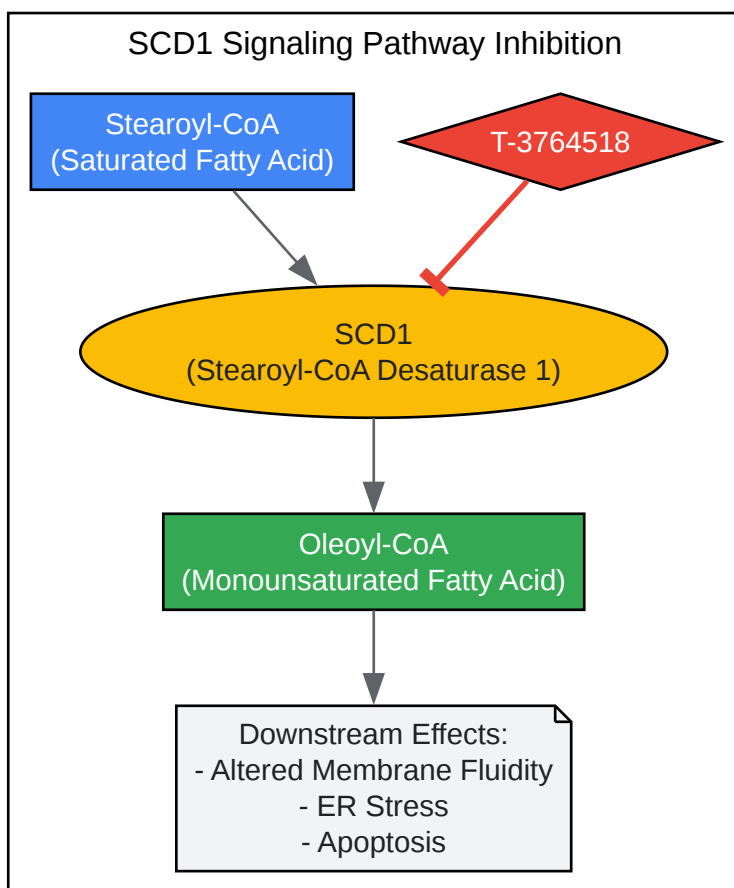 SCD1 Signaling Pathway Inhibition
Stearoyl-CoA
(Saturated Fatty Acid)
T-3764518
SCD1
(Stearoyl-CoA Desaturase 1)
Oleoyl-CoA
(Monounsaturated Fatty Acid)
Downstream Effects:
- Altered Membrane Fluidity
- ER Stress
- Apoptosis